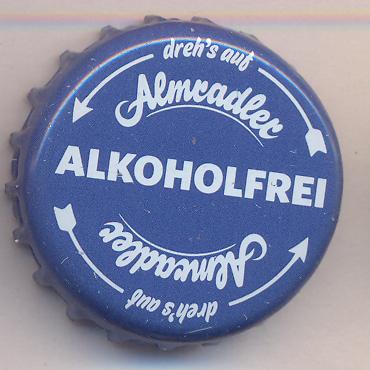 dreh's auf
Almradler
ALKOHOLFREI
Almradler
dreh's auf